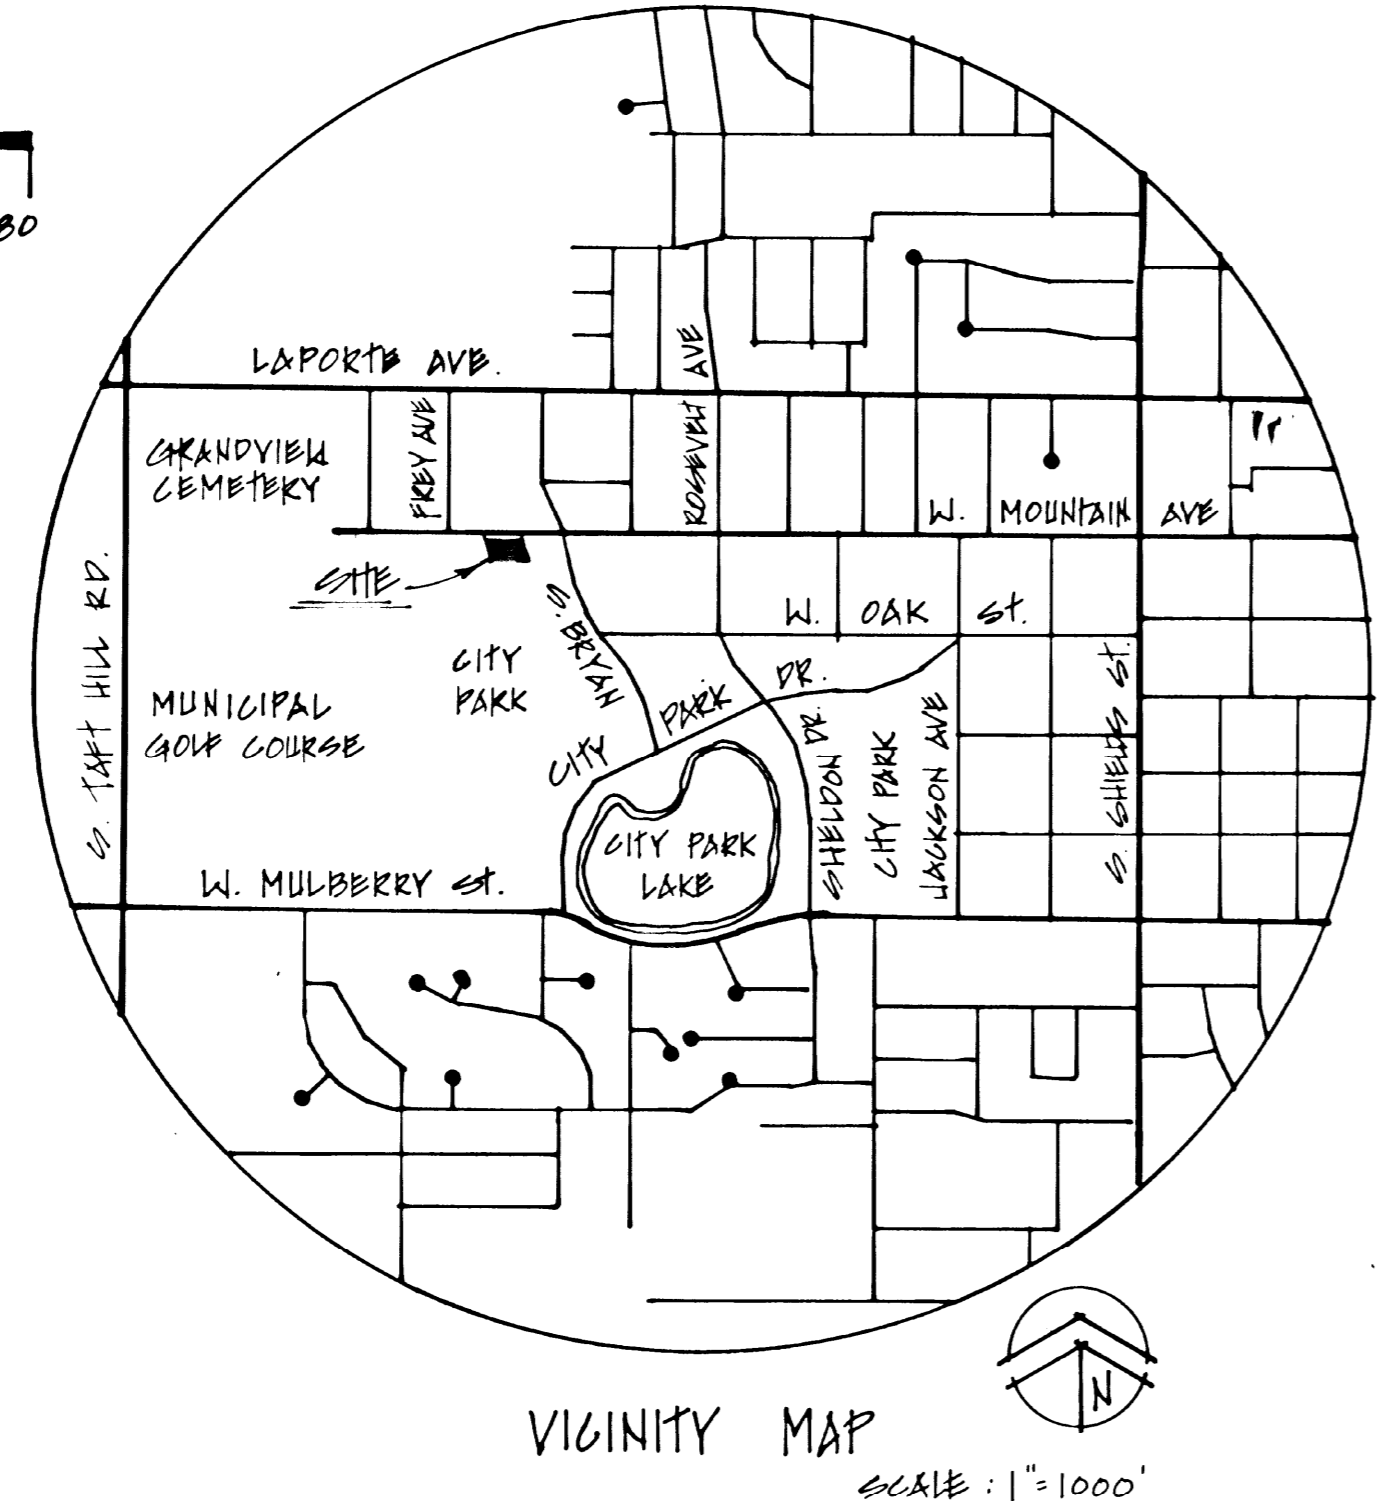 30
LAPORTE AVE.
ROOSEVELT AVE
FREY AVE
GRANDVIEW
CEMETERY
W. MOUNTAIN AVE
SITE
S. BRYAN
W. OAK ST.
S. TAFT HILL RD.
CITY
PARK
MUNICIPAL
GOLF COURSE
CITY PARK DR.
SHELDON DR.
CITY PARK
JACKSON AVE
S. SHIELDS ST.
CITY PARK
LAKE
W. MULBERRY ST.
N
VICINITY MAP
SCALE : 1"=1000'